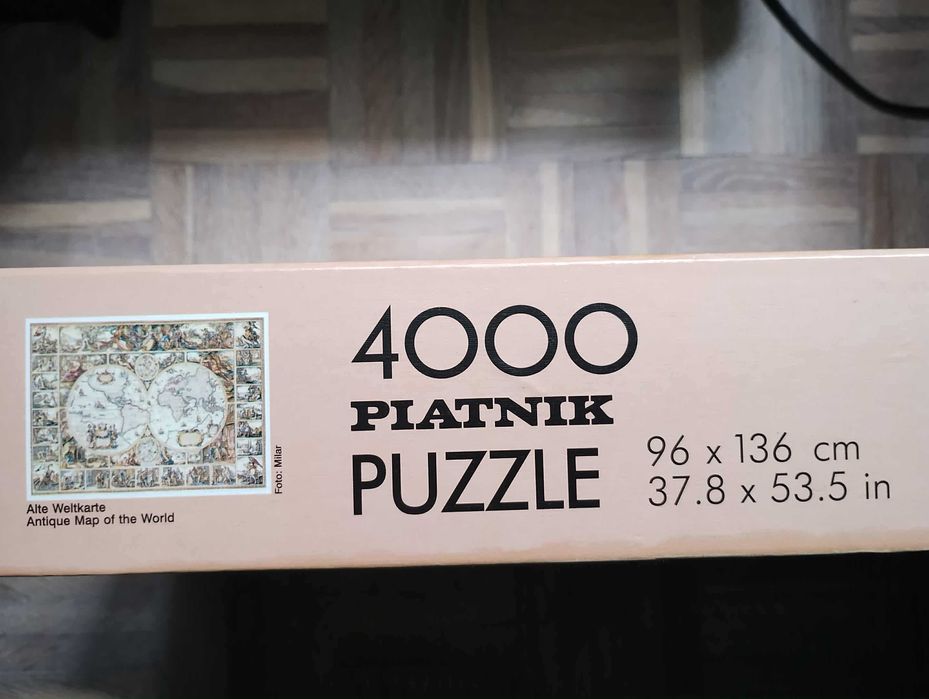 4000
PIATNIK
PUZZLE
96 x 136 cm
37.8 x 53.5 in
Foto: Milar
Alte Weltkarte
Antique Map of the World